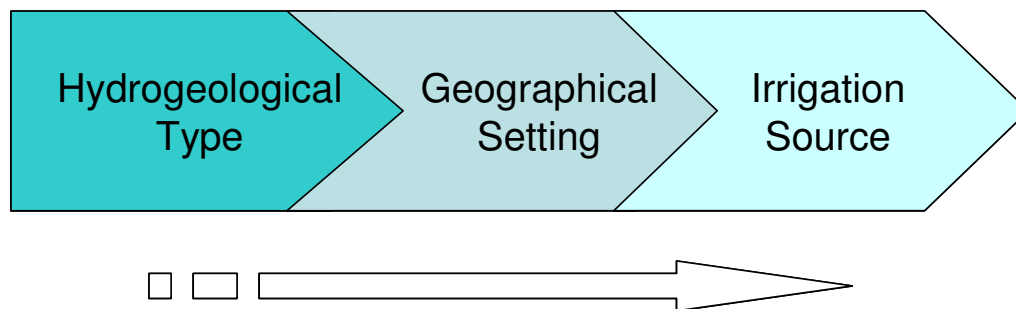 Hydrogeological
Type
Geographical
Setting
Irrigation
Source